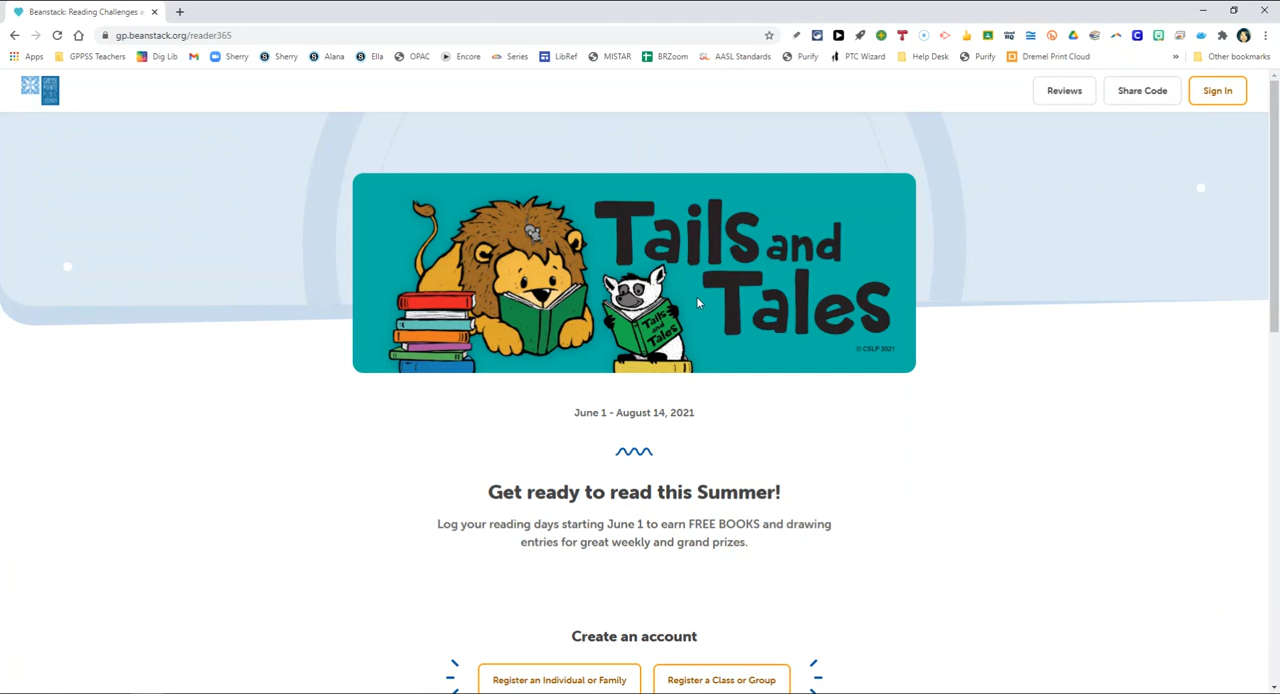 Beanstack: Reading Challenges a
gp.beanstack.org/reader365
Apps GPPSS Teachers Dig Lib Sherry Sherry Alana Ella OPAC Encore Series LibRef MISTAR BRZoom AASL Standards Purify PTC Wizard Help Desk Purify Dremel Print Cloud » Other bookmarks
Reviews Share Code Sign In
Tails and
Tales
Tails
and
Tales
© CSLP 2021
June 1 - August 14, 2021
Get ready to read this Summer!
Log your reading days starting June 1 to earn FREE BOOKS and drawing
entries for great weekly and grand prizes.
Create an account
Register an Individual or Family Register a Class or Group